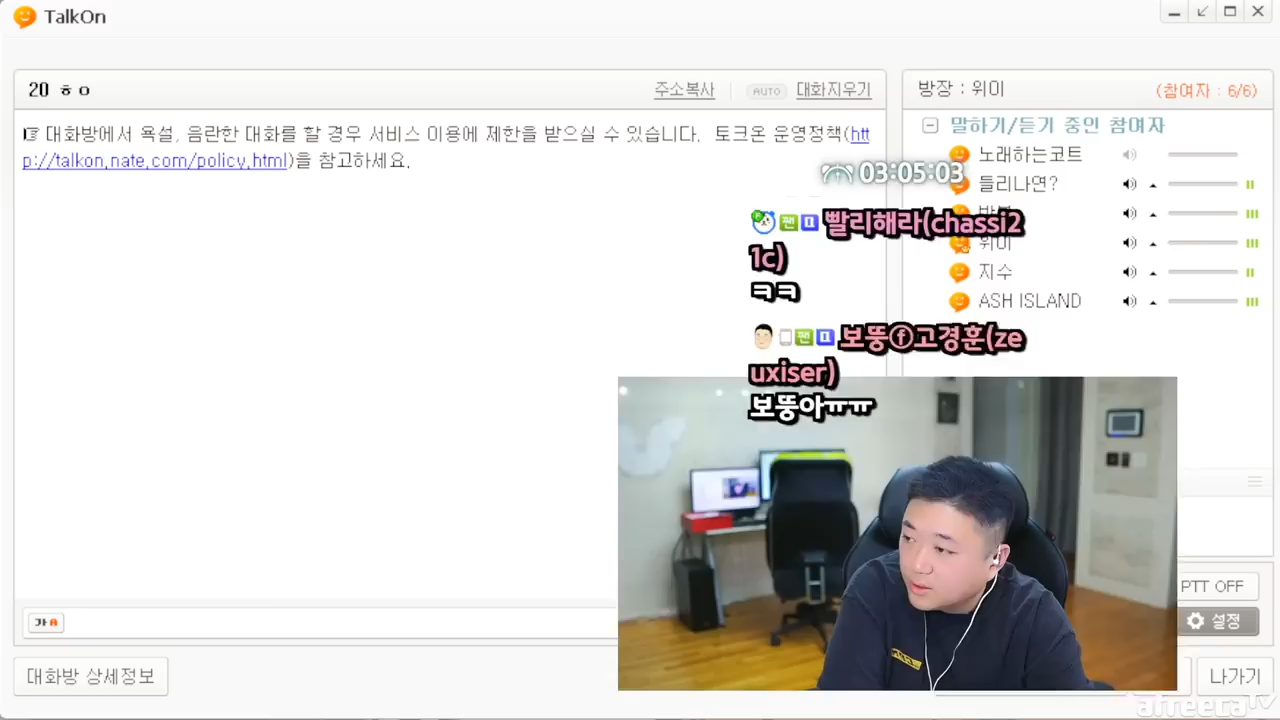 TalkOn
20 ㅎㅇ
주소복사
AUTO
대화지우기
방장 : 위이
(참여자 : 6/6)
☞ 대화방에서 욕설, 음란한 대화를 할 경우 서비스 이용에 제한을 받으실 수 있습니다. 토크온 운영정책(htt
p://talkon.nate.com/policy.html)을 참고하세요.
말하기/듣기 중인 참여자
노래하는코트
들리나연?
위이
지수
ASH ISLAND
03:05:03
팬
빨리해라(chassi2
1c)
ㅋㅋ
팬
보뚱ⓕ고경훈(ze
uxiser)
보뚱아ㅠㅠ
PTT OFF
설정
가A
대화방 상세정보
나가기
afreecaTV